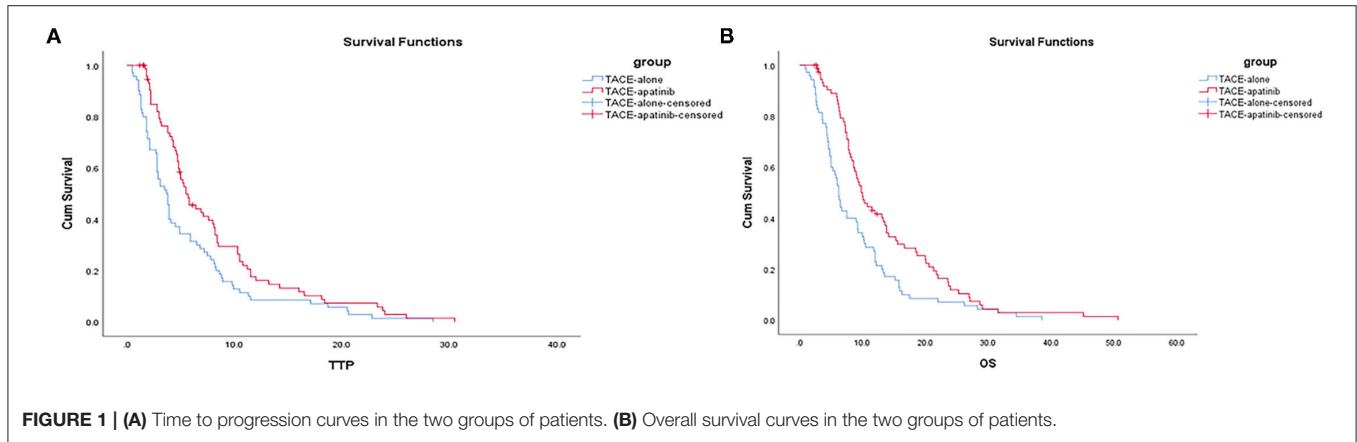 A
Survival Functions
1.0
0.8
0.6
0.4
0.2
0.0
Cum Survival
.0
10.0
20.0
30.0
40.0
TTP
group
TACE-alone
TACE-apatinib
TACE-alone-censored
TACE-apatinib-censored
B
Survival Functions
1.0
0.8
0.6
0.4
0.2
0.0
Cum Survival
.0
10.0
20.0
30.0
40.0
50.0
60.0
OS
group
TACE-alone
TACE-apatinib
TACE-alone-censored
TACE-apatinib-censored
FIGURE 1 | (A) Time to progression curves in the two groups of patients. (B) Overall survival curves in the two groups of patients.